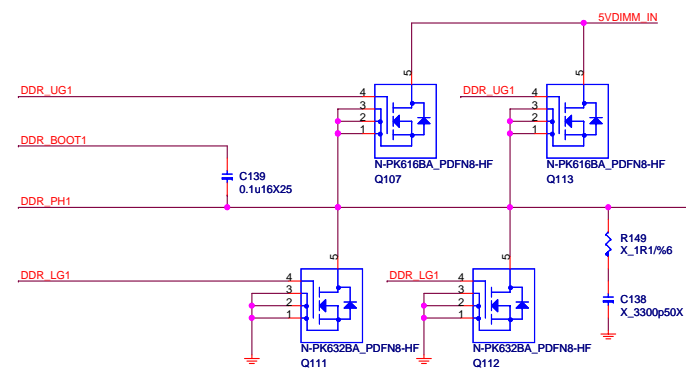 5VDIMM_IN
5
5
DDR_UG1
4
3
2
1
DDR_UG1
4
3
2
1
DDR_BOOT1
N-PK616BA_PDFN8-HF
Q107
N-PK616BA_PDFN8-HF
Q113
C139
0.1u16X25
DDR_PH1
R149
X_1R1/%6
5
5
DDR_LG1
4
3
2
1
DDR_LG1
4
3
2
1
C138
X_3300p50X
N-PK632BA_PDFN8-HF
Q111
N-PK632BA_PDFN8-HF
Q112